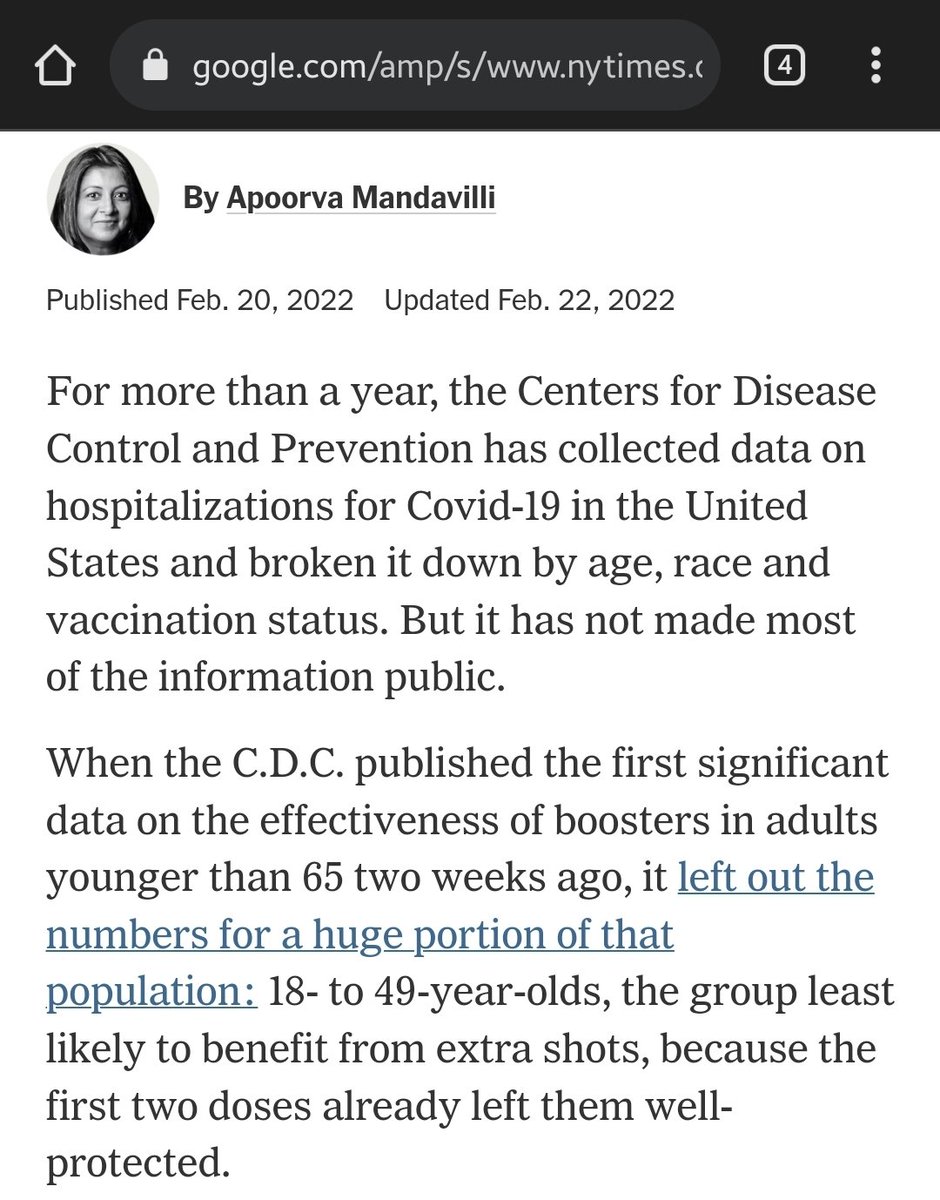 google.com/amp/s/www.nytimes.c
4
By Apoorva Mandavilli
Published Feb. 20, 2022 Updated Feb. 22, 2022
For more than a year, the Centers for Disease
Control and Prevention has collected data on
hospitalizations for Covid-19 in the United
States and broken it down by age, race and
vaccination status. But it has not made most
of the information public.
When the C.D.C. published the first significant
data on the effectiveness of boosters in adults
younger than 65 two weeks ago, it left out the
numbers for a huge portion of that
population: 18- to 49-year-olds, the group least
likely to benefit from extra shots, because the
first two doses already left them well-
protected.